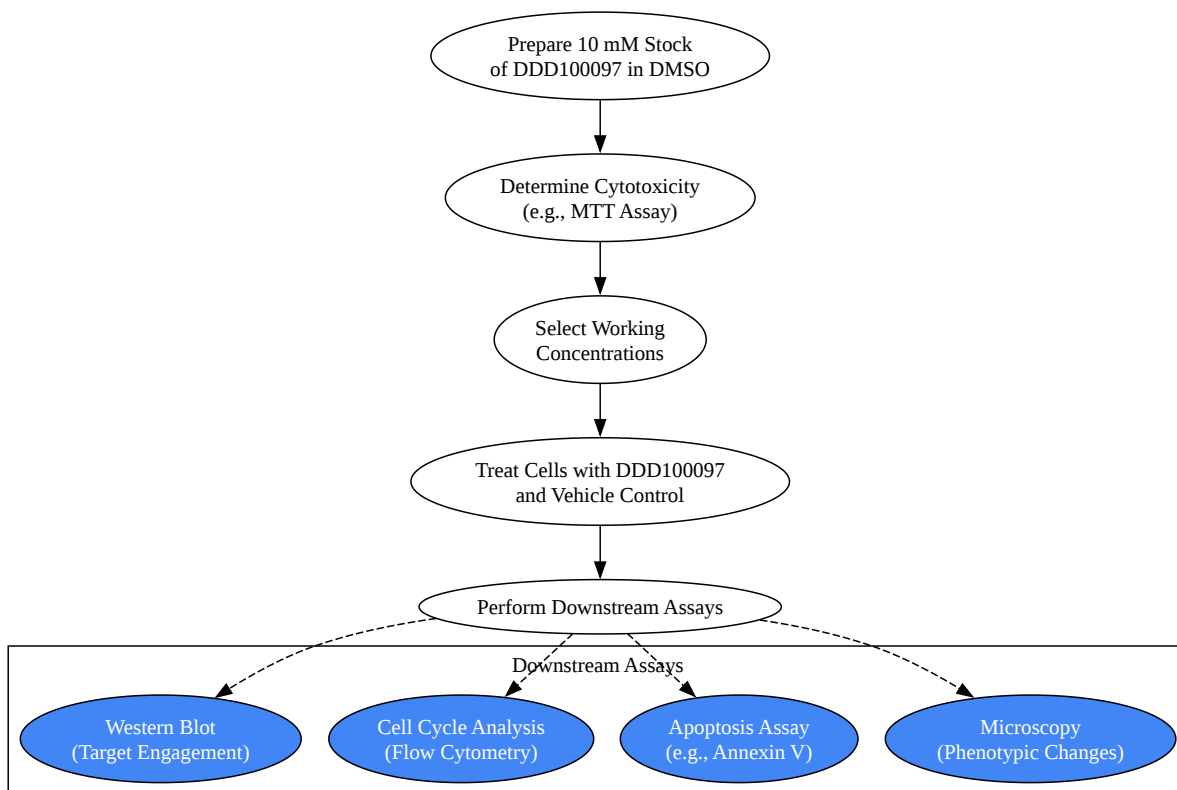 Prepare 10 mM Stock
of DDD100097 in DMSO
Determine Cytotoxicity
(e.g., MTT Assay)
Select Working
Concentrations
Treat Cells with DDD100097
and Vehicle Control
Perform Downstream Assays
Downstream Assays
Western Blot
(Target Engagement)
Cell Cycle Analysis
(Flow Cytometry)
Apoptosis Assay
(e.g., Annexin V)
Microscopy
(Phenotypic Changes)